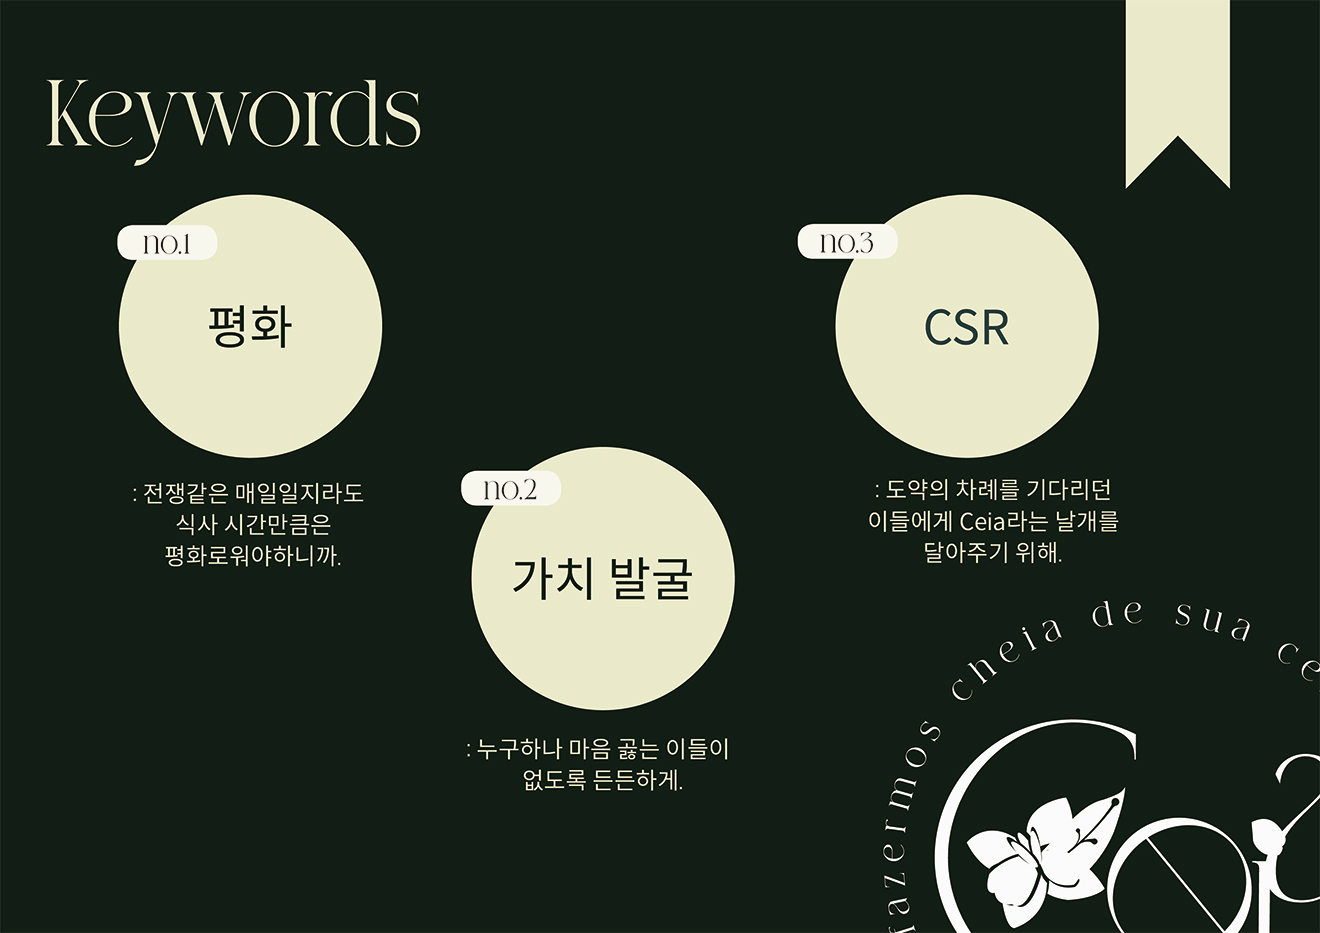 Keywords
no.1
평화
: 전쟁같은 매일일지라도
식사 시간만큼은
평화로워야하니까.
no.2
가치 발굴
: 누구하나 마음 곯는 이들이
없도록 든든하게.
no.3
CSR
: 도약의 차례를 기다리던
이들에게 Ceia라는 날개를
달아주기 위해.
fazermos cheia de sua ce